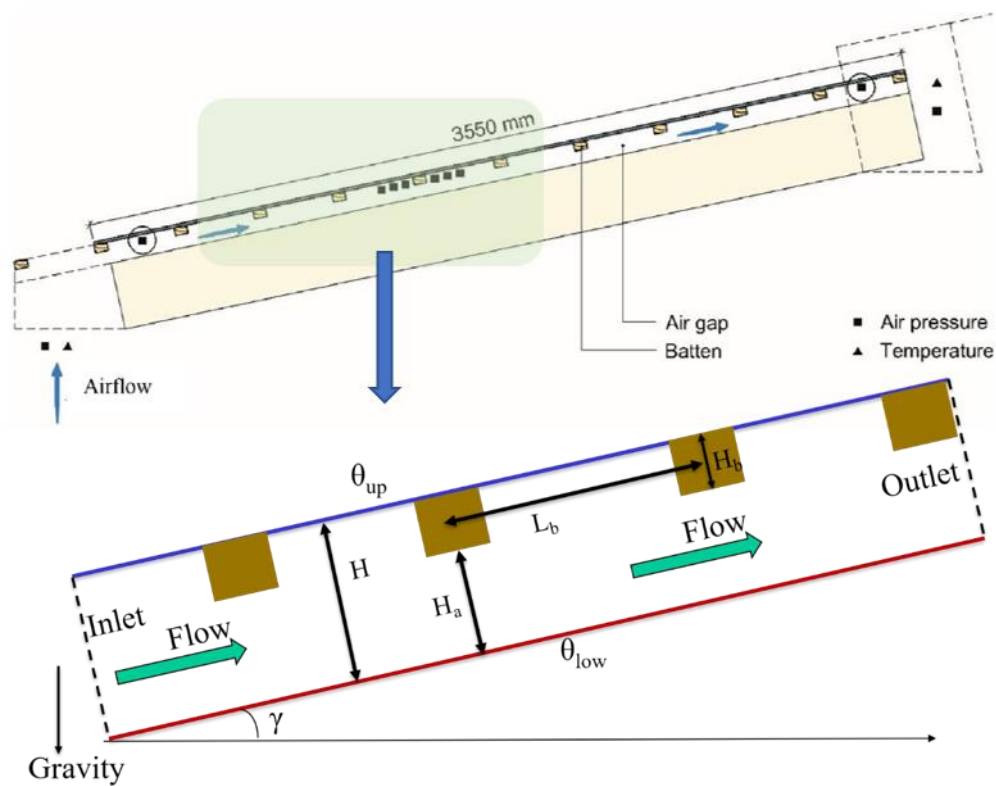 3550 mm
Air gap
Batten
Air pressure
Temperature
Airflow
θup
Hb
Lb
Outlet
Flow
H
Ha
Inlet
Flow
θlow
γ
Gravity